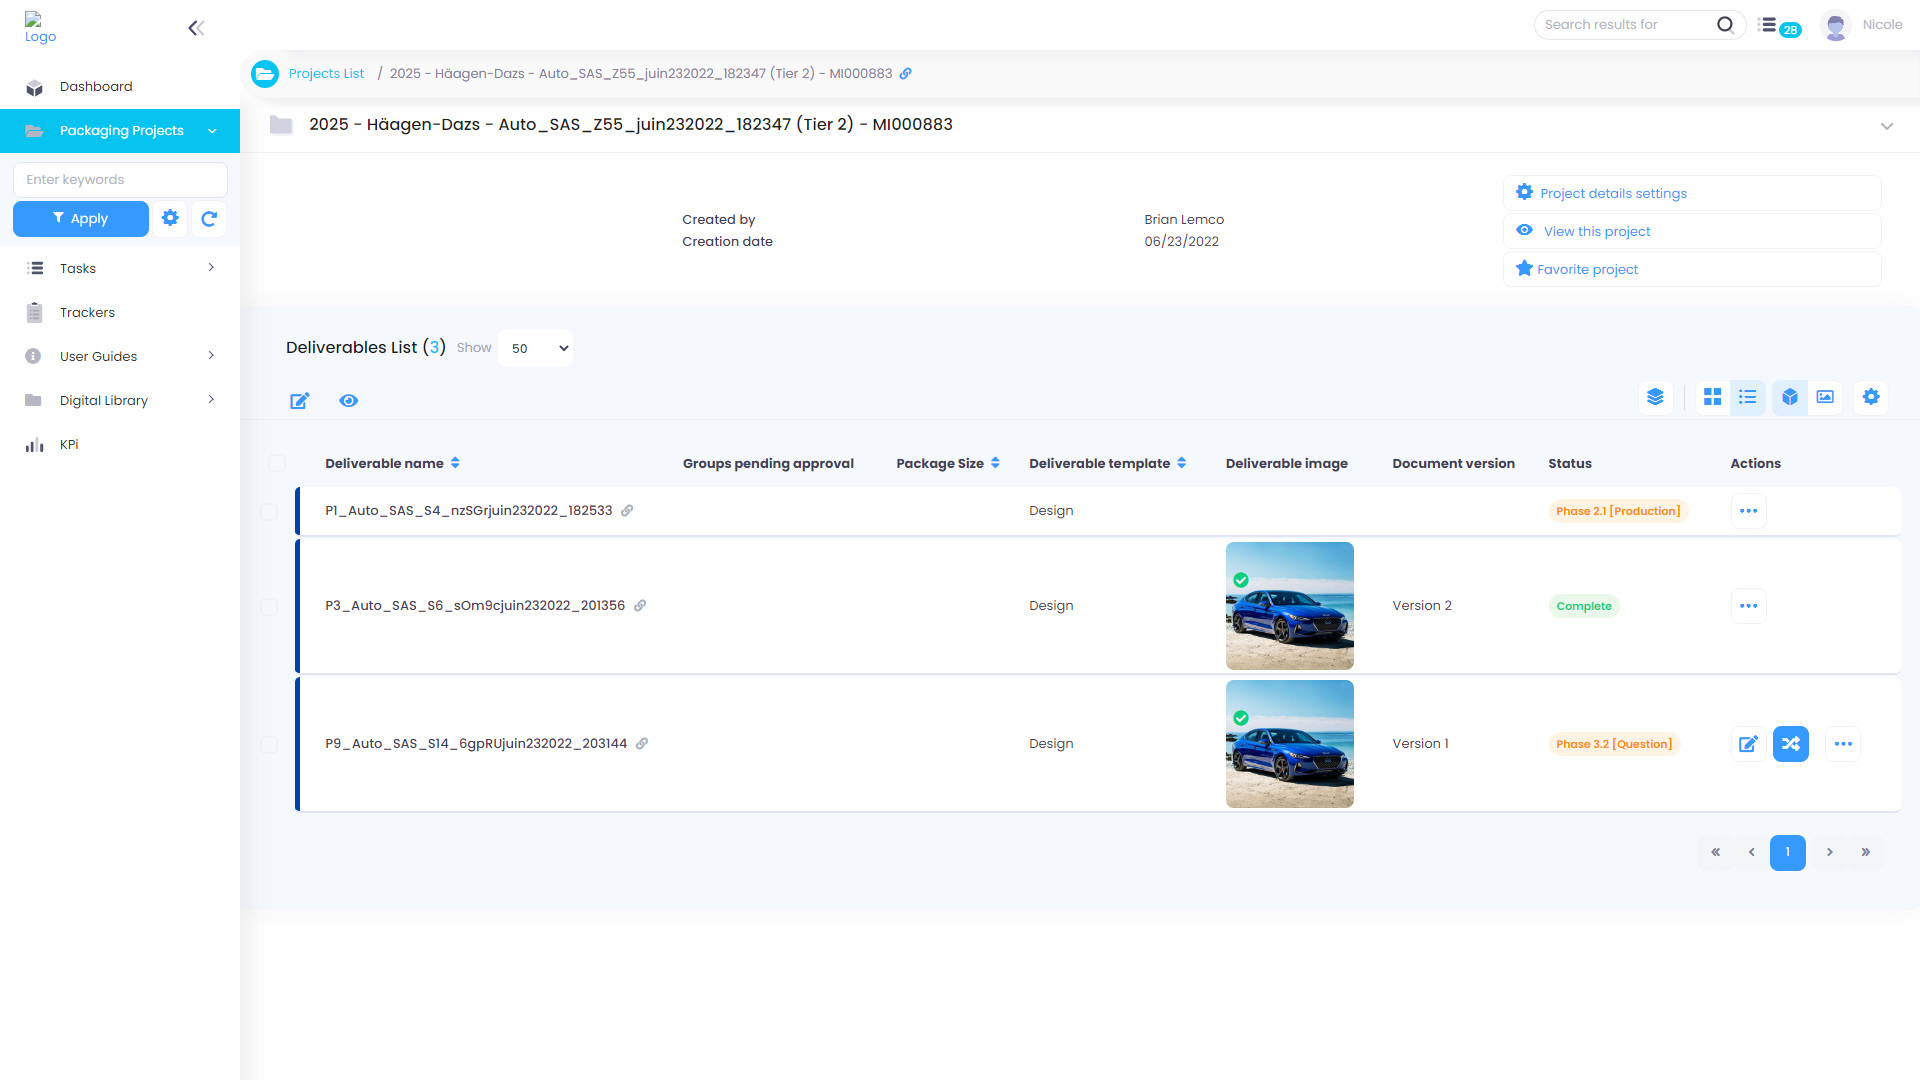 Logo
Search results for
28
Nicole
Dashboard
Packaging Projects
Enter keywords
Apply
Tasks
Trackers
User Guides
Digital Library
KPi
Projects List / 2025 - Häagen-Dazs - Auto_SAS_Z55_juin232022_182347 (Tier 2) - MI000883
2025 - Häagen-Dazs - Auto_SAS_Z55_juin232022_182347 (Tier 2) - MI000883
Created by Brian Lemco
Creation date 06/23/2022
Project details settings
View this project
Favorite project
Deliverables List (3) Show 50
Deliverable name Groups pending approval Package Size Deliverable template Deliverable image Document version Status Actions
P1_Auto_SAS_S4_nzSGrjuin232022_182533 Design Phase 2.1 [Production]
P3_Auto_SAS_S6_sOm9cjuin232022_201356 Design Version 2 Complete
P9_Auto_SAS_S14_6gpRUjuin232022_203144 Design Version 1 Phase 3.2 [Question]
« ‹ 1 › »